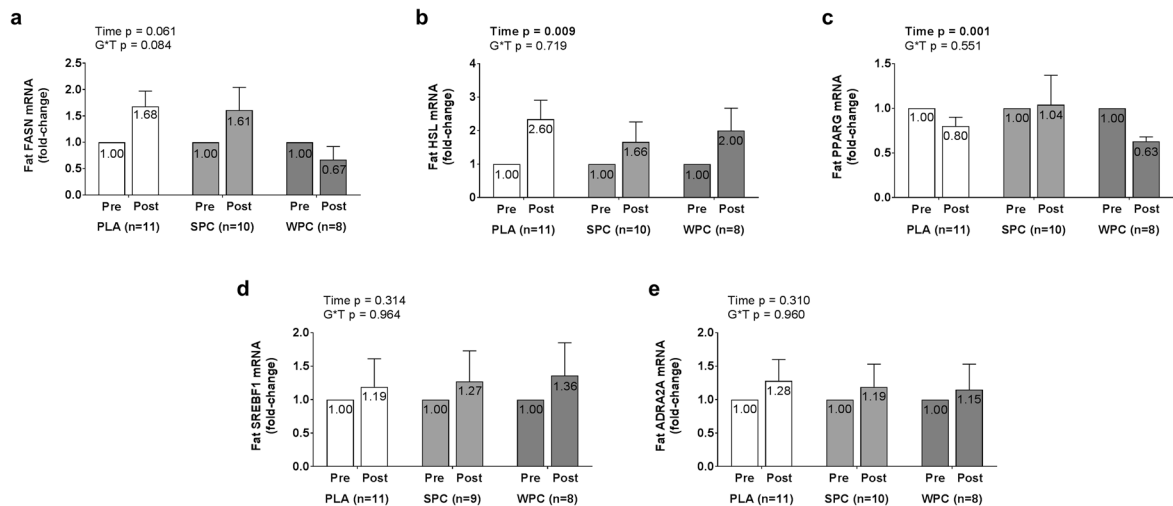 a
Time p = 0.061
G*T p = 0.084
Fat FASN mRNA
(fold-change)
2.5
2.0
1.5
1.0
0.5
0.0
1.00
1.68
1.00
1.61
1.00
0.67
Pre Post Pre Post Pre Post
PLA (n=11) SPC (n=10) WPC (n=8)
b
Time p = 0.009
G*T p = 0.719
Fat HSL mRNA
(fold-change)
4
3
2
1
0
1.00
2.60
1.00
1.66
1.00
2.00
Pre Post Pre Post Pre Post
PLA (n=11) SPC (n=10) WPC (n=8)
c
Time p = 0.001
G*T p = 0.551
Fat PPARG mRNA
(fold-change)
1.5
1.0
0.5
0.0
1.00
0.80
1.00
1.04
1.00
0.63
Pre Post Pre Post Pre Post
PLA (n=11) SPC (n=10) WPC (n=8)
d
Time p = 0.314
G*T p = 0.964
Fat SREBF1 mRNA
(fold-change)
2.0
1.5
1.0
0.5
0.0
1.00
1.19
1.00
1.27
1.00
1.36
Pre Post Pre Post Pre Post
PLA (n=11) SPC (n=9) WPC (n=8)
e
Time p = 0.310
G*T p = 0.960
Fat ADRA2A mRNA
(fold-change)
2.0
1.5
1.0
0.5
0.0
1.00
1.28
1.00
1.19
1.00
1.15
Pre Post Pre Post Pre Post
PLA (n=11) SPC (n=10) WPC (n=8)